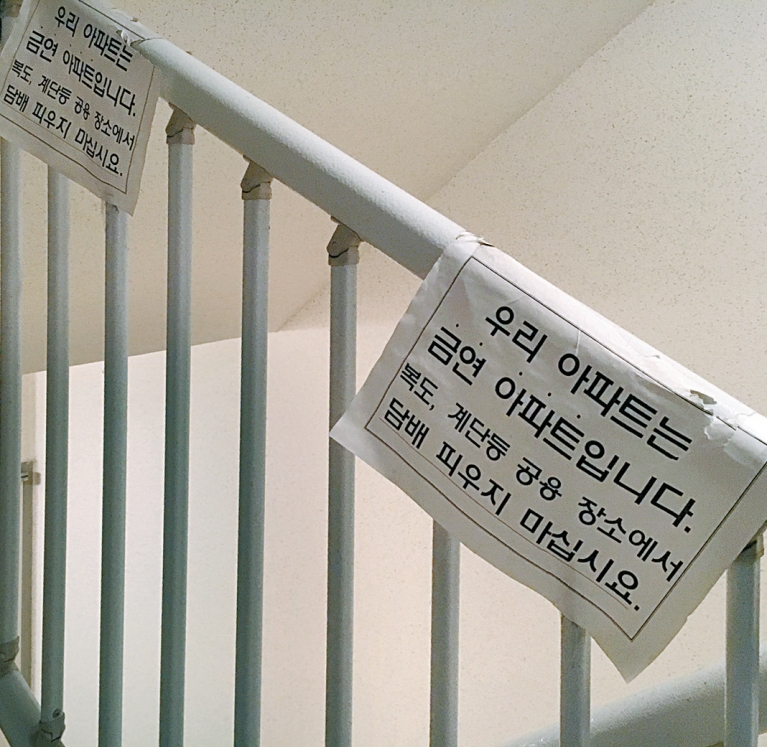 우리 아파트는
금연 아파트입니다.
복도, 계단등 공용 장소에서
담배 피우지 마십시요.
우리 아파트는
금연 아파트입니다.
복도, 계단등 공용 장소에서
담배 피우지 마십시요.